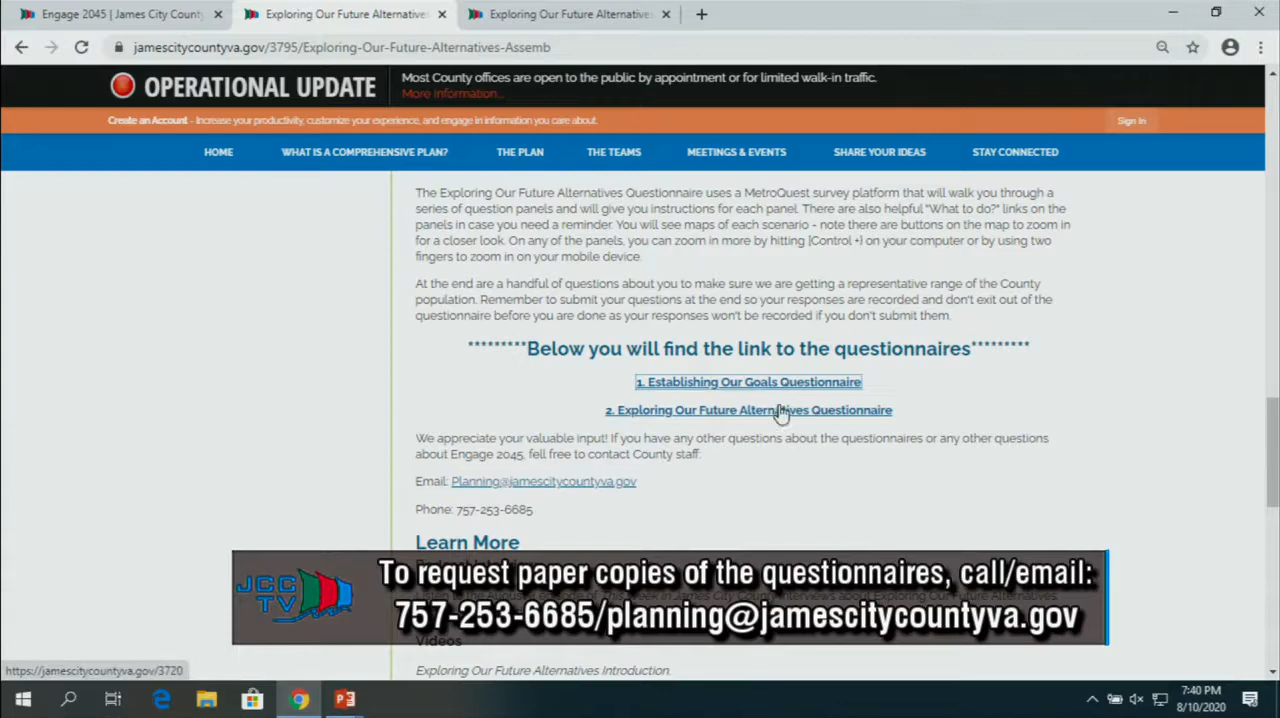 Engage 2045 | James City County
Exploring Our Future Alternatives
Exploring Our Future Alternatives
jamescitycountyva.gov/3795/Exploring-Our-Future-Alternatives-Assemb
OPERATIONAL UPDATE
Most County offices are open to the public by appointment or for limited walk-in traffic.
More Information...
Create an Account - Increase your productivity, customize your experience, and engage in information you care about.
Sign In
HOME WHAT IS A COMPREHENSIVE PLAN? THE PLAN THE TEAMS MEETINGS & EVENTS SHARE YOUR IDEAS STAY CONNECTED
The Exploring Our Future Alternatives Questionnaire uses a MetroQuest survey platform that will walk you through a
series of question panels and will give you instructions for each panel. There are also helpful "What to do?" links on the
panels in case you need a reminder. You will see maps of each scenario - note there are buttons on the map to zoom in
for a closer look. On any of the panels, you can zoom in more by hitting [Control +] on your computer or by using two
fingers to zoom in on your mobile device.
At the end are a handful of questions about you to make sure we are getting a representative range of the County
population. Remember to submit your questions at the end so your responses are recorded and don't exit out of the
questionnaire before you are done as your responses won't be recorded if you don't submit them.
*********Below you will find the link to the questionnaires*********
1. Establishing Our Goals Questionnaire
2. Exploring Our Future Alternatives Questionnaire
We appreciate your valuable input! If you have any other questions about the questionnaires or any other questions
about Engage 2045, fell free to contact County staff:
Email: Planning@jamescitycountyva.gov
Phone: 757-253-6685
Learn More
JCC
TV
To request paper copies of the questionnaires, call/email:
757-253-6685/planning@jamescitycountyva.gov
Videos
Exploring Our Future Alternatives Introduction.
https://jamescitycountyva.gov/3720
7:40 PM
8/10/2020